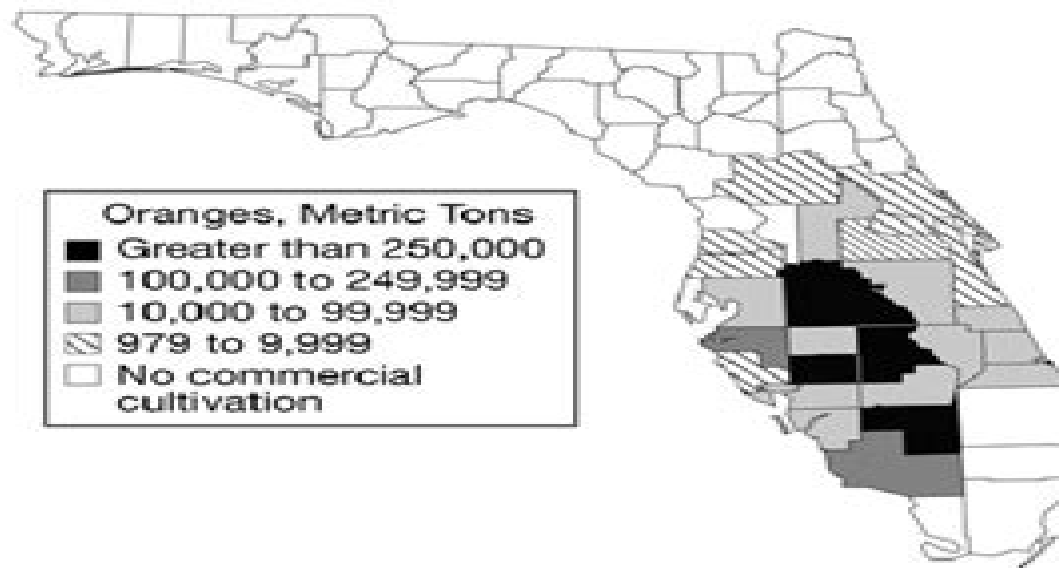 Oranges, Metric Tons
Greater than 250,000
100,000 to 249,999
10,000 to 99,999
979 to 9,999
No commercial
cultivation